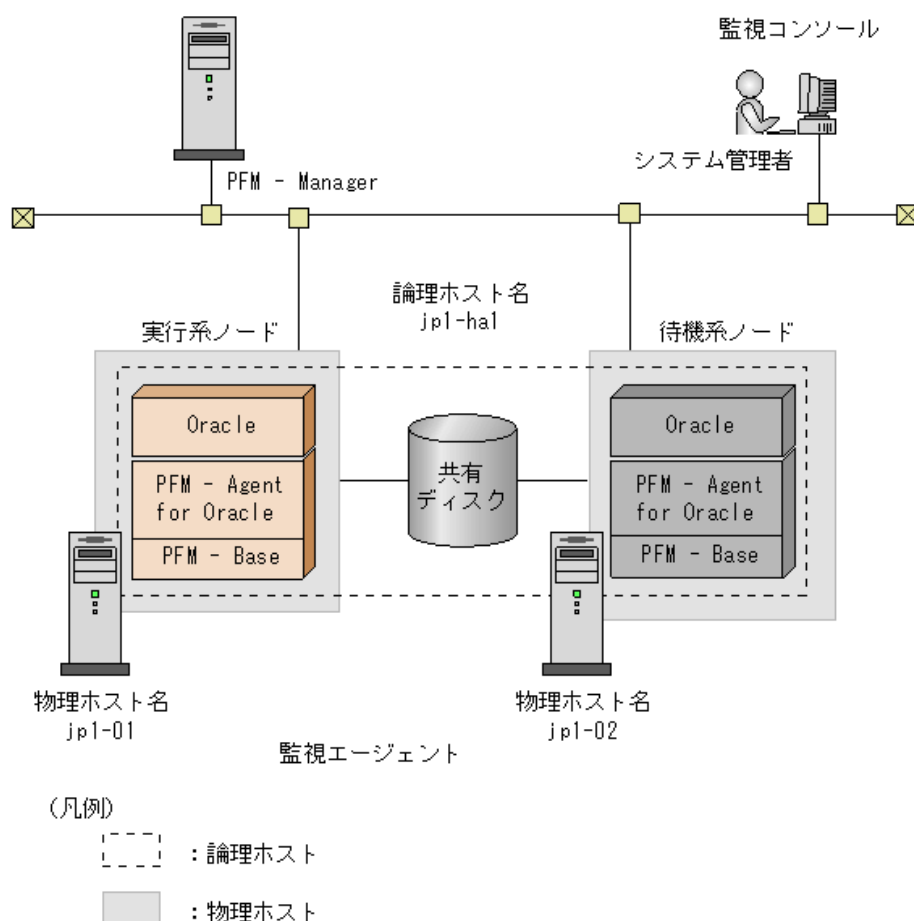 監視コンソール
システム管理者
PFM - Manager
論理ホスト名
jp1-ha1
実行系ノード
待機系ノード
Oracle
PFM - Agent
for Oracle
PFM - Base
共有
ディスク
Oracle
PFM - Agent
for Oracle
PFM - Base
物理ホスト名
jp1-01
物理ホスト名
jp1-02
監視エージェント
(凡例)
:論理ホスト
:物理ホスト